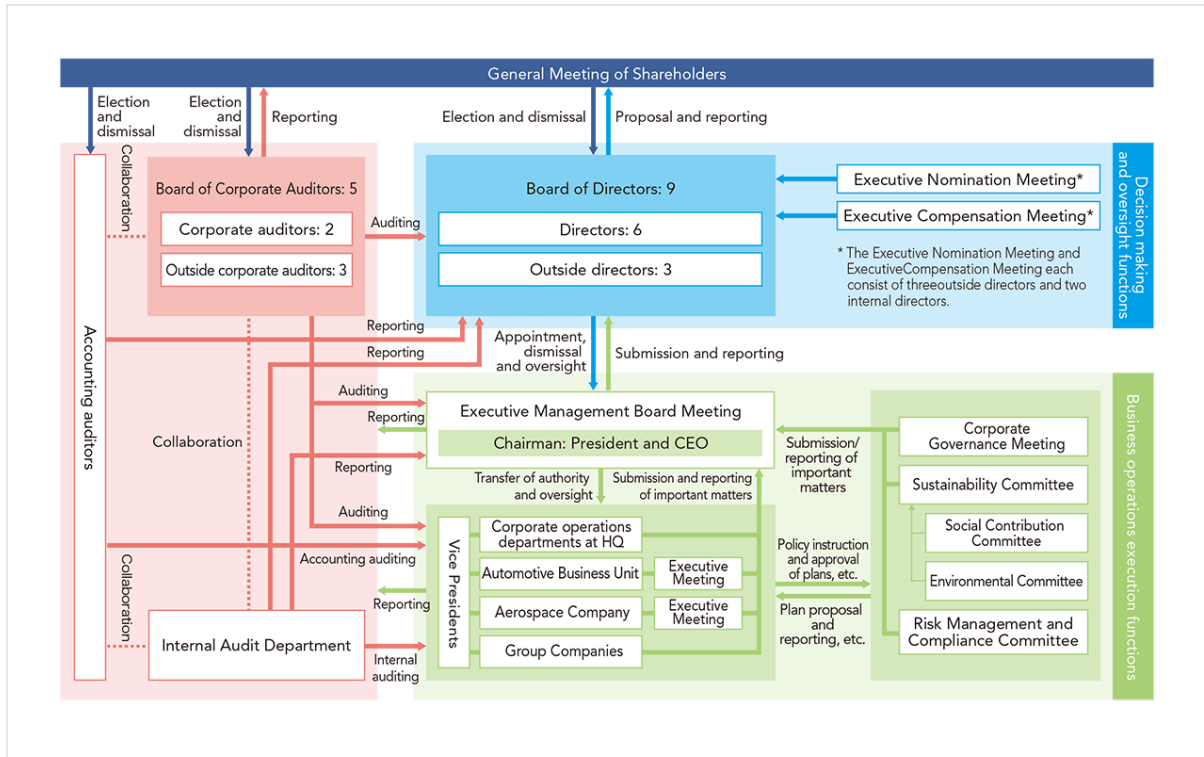 General Meeting of Shareholders
Election
and
dismissal
Election
and
dismissal
Reporting
Election and dismissal
Proposal and reporting
Collaboration
Board of Corporate Auditors: 5
Corporate auditors: 2
Outside corporate auditors: 3
Auditing
Board of Directors: 9
Directors: 6
Outside directors: 3
Executive Nomination Meeting*
Executive Compensation Meeting*
* The Executive Nomination Meeting and
ExecutiveCompensation Meeting each
consist of threeoutside directors and two
internal directors.
Decision making
and oversight functions
Accounting auditors
Reporting
Reporting
Appointment,
dismissal
and oversight
Submission and reporting
Auditing
Reporting
Collaboration
Reporting
Executive Management Board Meeting
Chairman: President and CEO
Transfer of authority
and oversight
Submission and reporting
of important matters
Submission/
reporting of
important
matters
Corporate
Governance Meeting
Sustainability Committee
Social Contribution
Committee
Environmental Committee
Risk Management and
Compliance Committee
Business operations execution functions
Auditing
Accounting auditing
Reporting
Collaboration
Internal Audit Department
Internal
auditing
Vice Presidents
Corporate operations
departments at HQ
Automotive Business Unit
Executive
Meeting
Aerospace Company
Executive
Meeting
Group Companies
Policy instruction
and approval
of plans, etc.
Plan proposal
and
reporting, etc.